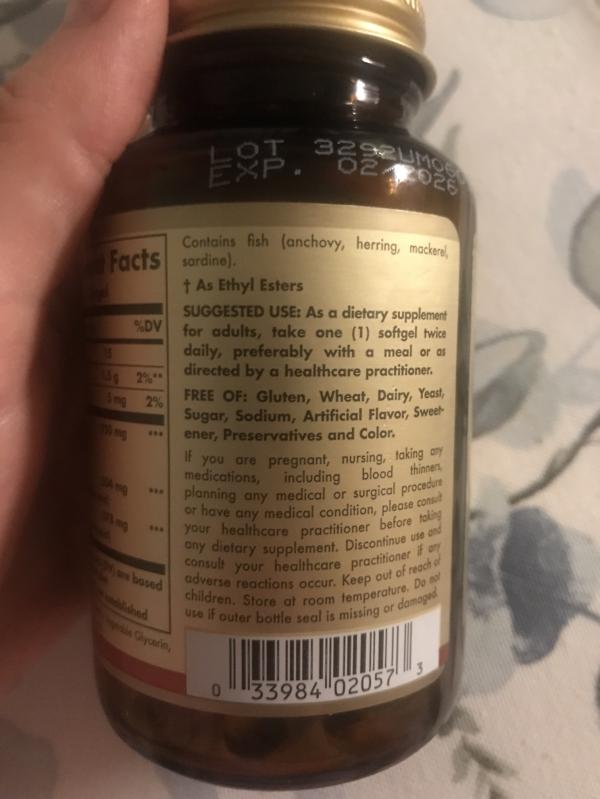 LOT 3292UM
EXP. 02 2026
Facts
%DV
15
2%**
5 mg 2%
***
***
***
are based
established
Vegetable Glycerin,
Contains fish (anchovy, herring, mackerel,
sardine).
† As Ethyl Esters
SUGGESTED USE: As a dietary supplement
for adults, take one (1) softgel twice
daily, preferably with a meal or as
directed by a healthcare practitioner.
FREE OF: Gluten, Wheat, Dairy, Yeast,
Sugar, Sodium, Artificial Flavor, Sweet-
ener, Preservatives and Color.
If you are pregnant, nursing, taking any
medications, including blood thinners,
planning any medical or surgical procedure
or have any medical condition, please consult
your healthcare practitioner before taking
any dietary supplement. Discontinue use and
consult your healthcare practitioner if any
adverse reactions occur. Keep out of reach of
children. Store at room temperature. Do not
use if outer bottle seal is missing or damaged.
0 33984 02057 3